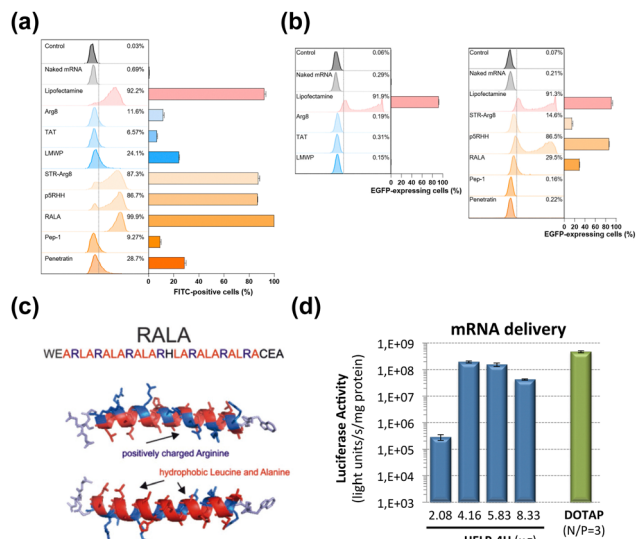 (a)
Control 0.03%
Naked mRNA 0.69%
Lipofectamine 92.2%
Arg8 11.6%
TAT 6.57%
LMWP 24.1%
STR-Arg8 87.3%
p5RHH 86.7%
RALA 99.9%
Pep-1 9.27%
Penetratin 28.7%
0 20 40 60 80 100
FITC-positive cells (%)
(b)
Control 0.06%
Naked mRNA 0.29%
Lipofectamine 91.9%
Arg8 0.19%
TAT 0.31%
LMWP 0.15%
0 20 40 60 80 100
EGFP-expressing cells (%)
Control 0.07%
Naked mRNA 0.21%
Lipofectamine 91.3%
STR-Arg8 14.6%
p5RHH 86.5%
RALA 29.5%
Pep-1 0.16%
Penetratin 0.22%
0 20 40 60 80 100
EGFP-expressing cells (%)
(c)
RALA
WEARLARALARALARHLARALARALRACEA
positively charged Arginine
hydrophobic Leucine and Alanine
(d)
mRNA delivery
Luciferase Activity
(light units/s/mg protein)
1,E+09
1,E+08
1,E+07
1,E+06
1,E+05
1,E+04
1,E+03
2.08 4.16 5.83 8.33 DOTAP
(N/P=3)